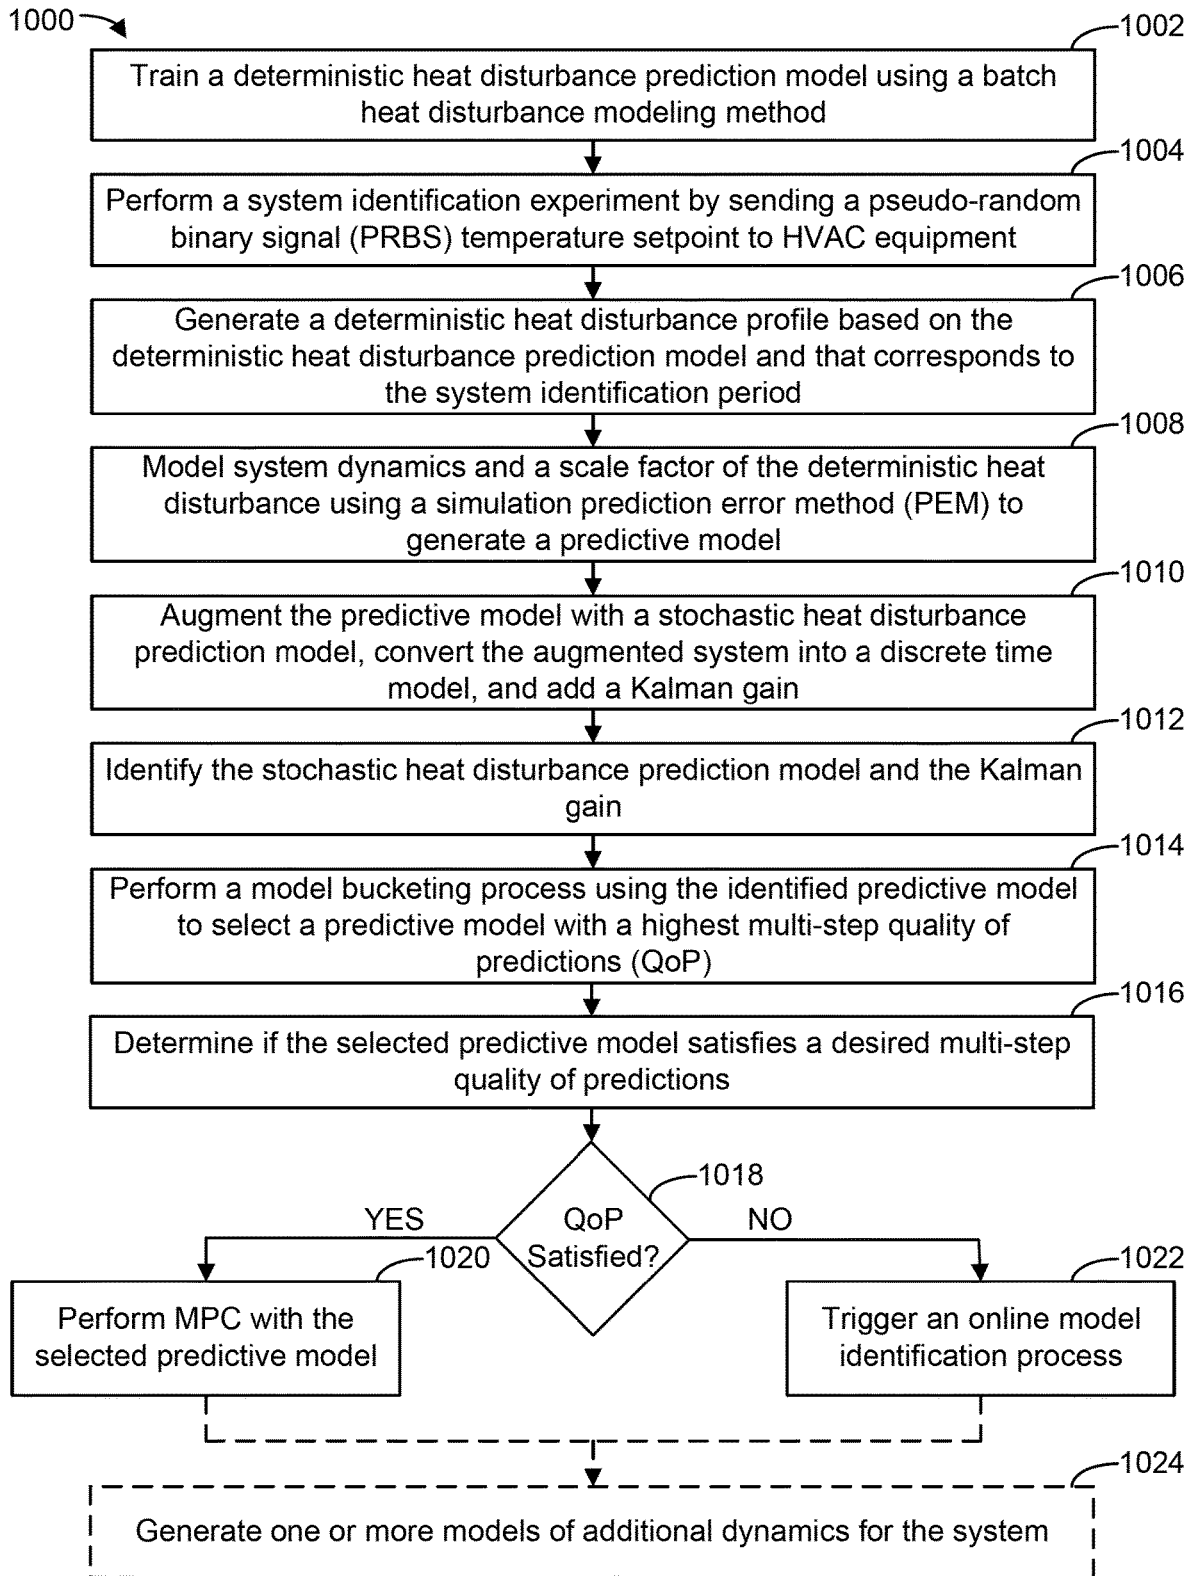 1000
1002
Train a deterministic heat disturbance prediction model using a batch
heat disturbance modeling method
1004
Perform a system identification experiment by sending a pseudo-random
binary signal (PRBS) temperature setpoint to HVAC equipment
1006
Generate a deterministic heat disturbance profile based on the
deterministic heat disturbance prediction model and that corresponds to
the system identification period
1008
Model system dynamics and a scale factor of the deterministic heat
disturbance using a simulation prediction error method (PEM) to
generate a predictive model
1010
Augment the predictive model with a stochastic heat disturbance
prediction model, convert the augmented system into a discrete time
model, and add a Kalman gain
1012
Identify the stochastic heat disturbance prediction model and the Kalman
gain
1014
Perform a model bucketing process using the identified predictive model
to select a predictive model with a highest multi-step quality of
predictions (QoP)
1016
Determine if the selected predictive model satisfies a desired multi-step
quality of predictions
1018
QoP
Satisfied?
YES
NO
1020
Perform MPC with the
selected predictive model
1022
Trigger an online model
identification process
1024
Generate one or more models of additional dynamics for the system